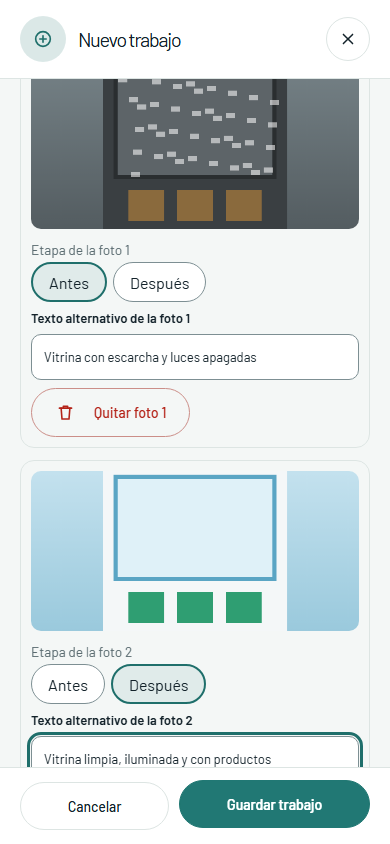 Nuevo trabajo
Etapa de la foto 1
Antes
Después
Texto alternativo de la foto 1
Vitrina con escarcha y luces apagadas
Quitar foto 1
Etapa de la foto 2
Antes
Después
Texto alternativo de la foto 2
Vitrina limpia, iluminada y con productos
Cancelar
Guardar trabajo